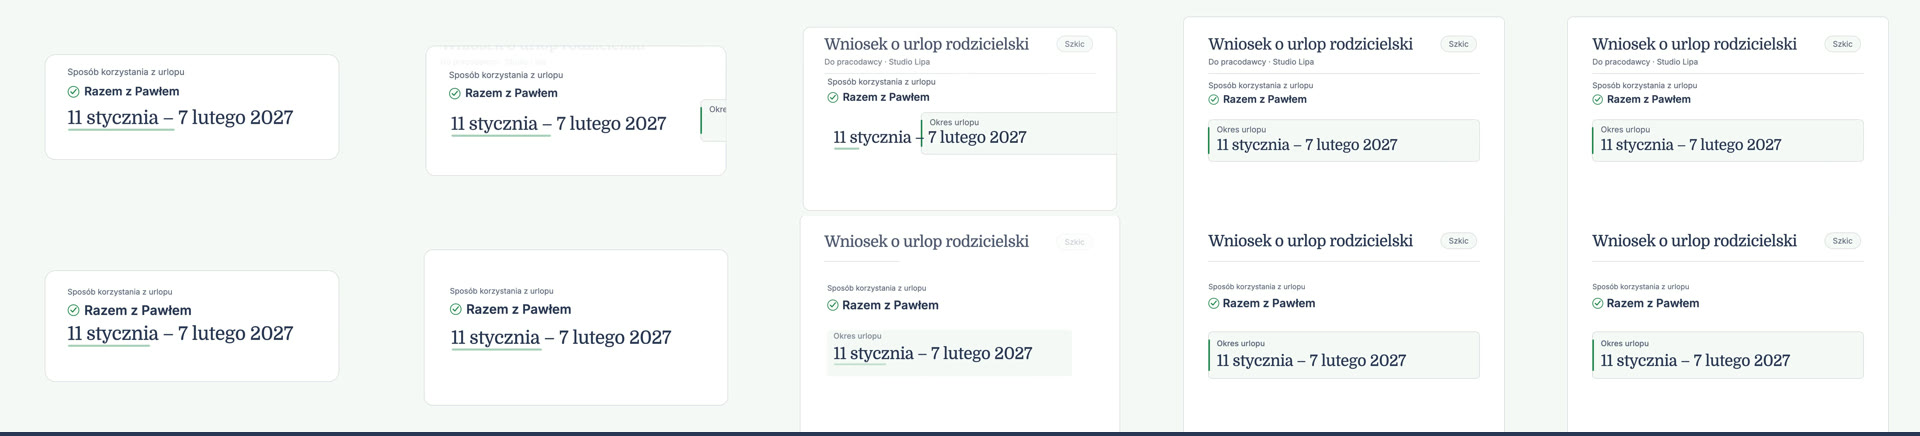 Sposób korzystania z urlopu
Razem z Pawłem
11 stycznia – 7 lutego 2027
Wniosek o urlop rodzicielski
Sposób korzystania z urlopu
Razem z Pawłem
11 stycznia – 7 lutego 2027
Okre
Wniosek o urlop rodzicielski
Szkic
Do pracodawcy · Studio Lipa
Sposób korzystania z urlopu
Razem z Pawłem
Okres urlopu
11 stycznia – 7 lutego 2027
Wniosek o urlop rodzicielski
Szkic
Do pracodawcy · Studio Lipa
Sposób korzystania z urlopu
Razem z Pawłem
Okres urlopu
11 stycznia – 7 lutego 2027
Wniosek o urlop rodzicielski
Szkic
Do pracodawcy · Studio Lipa
Sposób korzystania z urlopu
Razem z Pawłem
Okres urlopu
11 stycznia – 7 lutego 2027
Sposób korzystania z urlopu
Razem z Pawłem
11 stycznia – 7 lutego 2027
Sposób korzystania z urlopu
Razem z Pawłem
11 stycznia – 7 lutego 2027
Wniosek o urlop rodzicielski
Szkic
Sposób korzystania z urlopu
Razem z Pawłem
Okres urlopu
11 stycznia – 7 lutego 2027
Wniosek o urlop rodzicielski
Szkic
Sposób korzystania z urlopu
Razem z Pawłem
Okres urlopu
11 stycznia – 7 lutego 2027
Wniosek o urlop rodzicielski
Szkic
Sposób korzystania z urlopu
Razem z Pawłem
Okres urlopu
11 stycznia – 7 lutego 2027